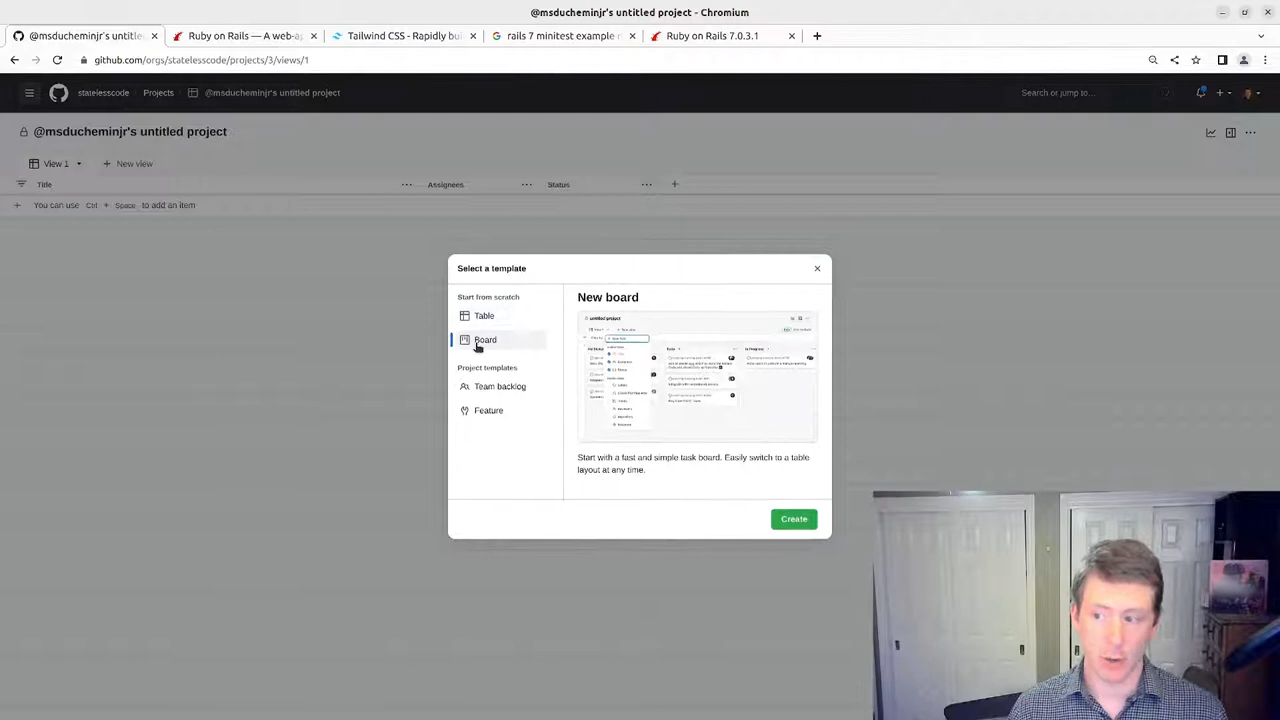 @msducheminjr's untitled project - Chromium
@msducheminjr's untitle
Ruby on Rails — A web-ap
Tailwind CSS - Rapidly bui
rails 7 minitest example r
Ruby on Rails 7.0.3.1
github.com/orgs/statelesscode/projects/3/views/1
statelesscode Projects @msducheminjr's untitled project
Search or jump to...
@msducheminjr's untitled project
View 1 + New view
Title Assignees Status
You can use Ctrl + Space to add an item
Select a template
Start from scratch
Table
Board
Project templates
Team backlog
Feature
New board
untitled project
Start with a fast and simple task board. Easily switch to a table
layout at any time.
Create